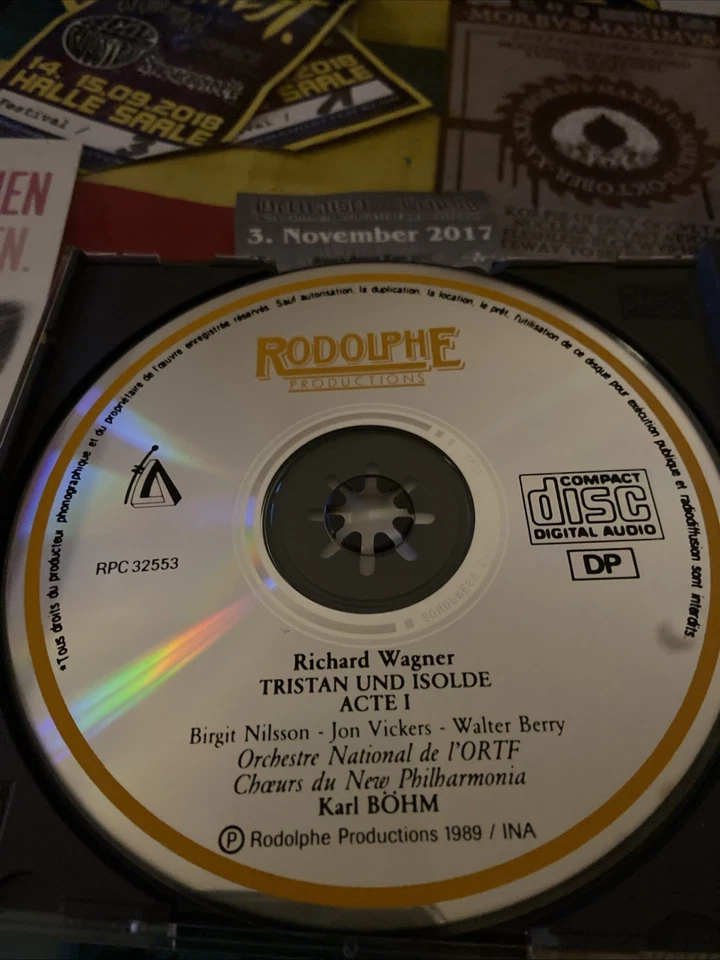 14. 15.09.2018
HALLE SAALE
Festival /
2018
SAALE
MORBVS MAXIMVS
MEN
N.
3. November 2017
*Tous droits du producteur phonographique et du propriétaire de l'œuvre enregistrée réservés. Sauf autorisation, la duplication, la location, le prêt, l'utilisation de ce disque pour exécution publique et radiodiffusion sont interdits.
RODOLPHE
PRODUCTIONS
RPC 32553
COMPACT
disc
DIGITAL AUDIO
DP
Richard Wagner
TRISTAN UND ISOLDE
ACTE I
Birgit Nilsson - Jon Vickers - Walter Berry
Orchestre National de l'ORTF
Chœurs du New Philharmonia
Karl BÖHM
Ⓟ Rodolphe Productions 1989 / INA